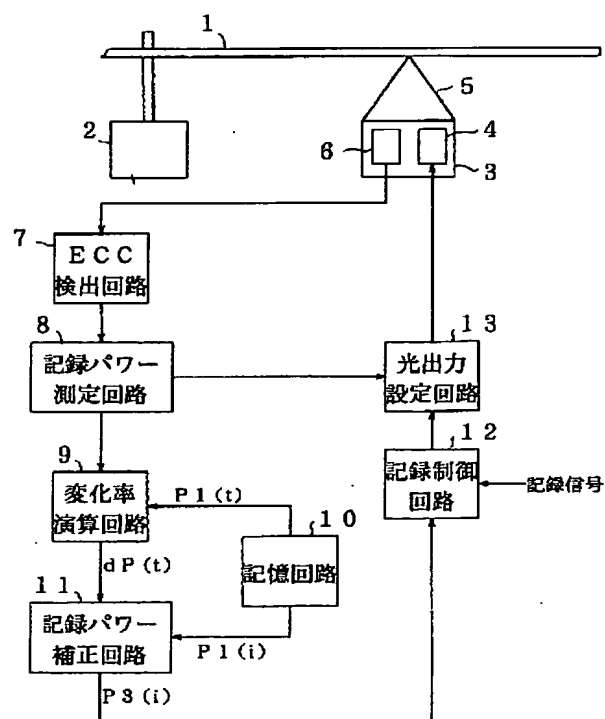 1
2
5
4
6
3
7
ECC
検出回路
8
記録パワー
測定回路
13
光出力
設定回路
12
記録制御
回路
記録信号
9
変化率
演算回路
P1(t)
10
記憶回路
dP(t)
11
記録パワー
補正回路
P1(i)
P3(i)